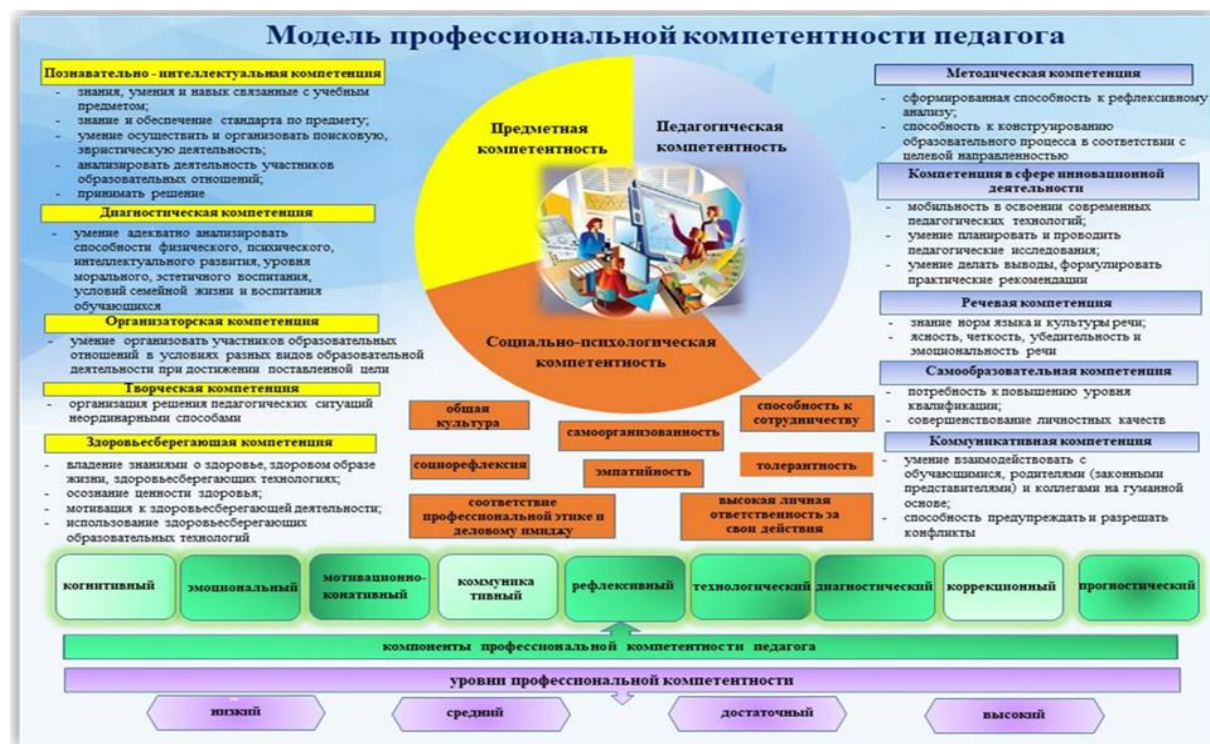 Модель профессиональной компетентности педагога
Познавательно - интеллектуальная компетенция
- знания, умения и навык связанные с учебным
предметом;
- знание и обеспечение стандарта по предмету;
- умение осуществить и организовать поисковую,
эвристическую деятельность;
- анализировать деятельность участников
образовательных отношений;
- принимать решение
Диагностическая компетенция
- умение адекватно анализировать
способности физического, психического,
интеллектуального развития, уровня
морального, эстетичного воспитания,
условий семейной жизни и воспитания
обучающихся
Организаторская компетенция
- умение организовать участников образовательных
отношений в условиях разных видов образовательной
деятельности при достижении поставленной цели
Творческая компетенция
- организация решения педагогических ситуаций
неординарными способами
Здоровьесберегающая компетенция
- владение знаниями о здоровье, здоровом образе
жизни, здоровьесберегающих технологиях;
- осознание ценности здоровья;
- мотивация к здоровьесберегающей деятельности;
- использование здоровьесберегающих
образовательных технологий
Предметная
компетентность
Педагогическая
компетентность
Социально-психологическая
компетентность
общая
культура
самоорганизованность
способность к
сотрудничеству
социорефлексия
эмпатийность
толерантность
соответствие
профессиональной этике и
деловому имиджу
высокая личная
ответственность за
свои действия
Методическая компетенция
- сформированная способность к рефлексивному
анализу;
- способность к конструированию
образовательного процесса в соответствии с
целевой направленностью
Компетенция в сфере инновационной
деятельности
- мобильность в освоении современных
педагогических технологий;
- умение планировать и проводить
педагогические исследования;
- умение делать выводы, формулировать
практические рекомендации
Речевая компетенция
- знание норм языка и культуры речи;
- ясность, четкость, убедительность и
эмоциональность речи
Самообразовательная компетенция
- потребность к повышению уровня
квалификации;
- совершенствование личностных качеств
Коммуникативная компетенция
- умение взаимодействовать с
обучающимися, родителями (законными
представителями) и коллегами на гуманной
основе;
- способность предупреждать и разрешать
конфликты
когнитивный
эмоциональный
мотивационно-
конативный
коммуника
тивный
рефлексивный
технологический
диагностический
коррекционный
прогностический
компоненты профессиональной компетентности педагога
уровни профессиональной компетентности
низкий
средний
достаточный
высокий